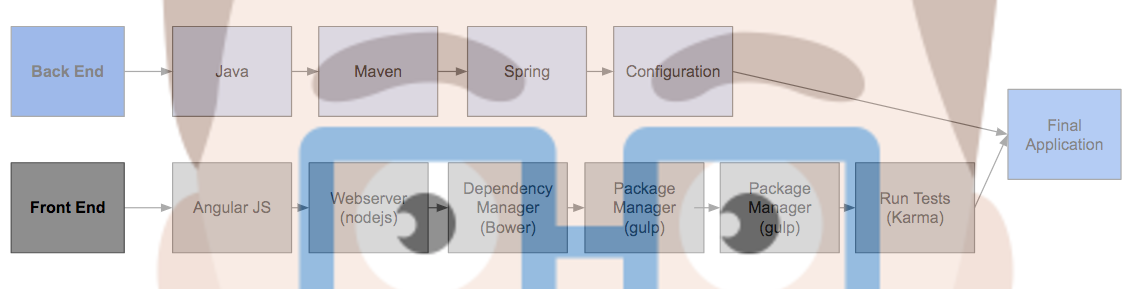 Back End
Java
Maven
Spring
Configuration
Final
Application
Front End
Angular JS
Webserver
(nodejs)
Dependency
Manager
(Bower)
Package
Manager
(gulp)
Package
Manager
(gulp)
Run Tests
(Karma)